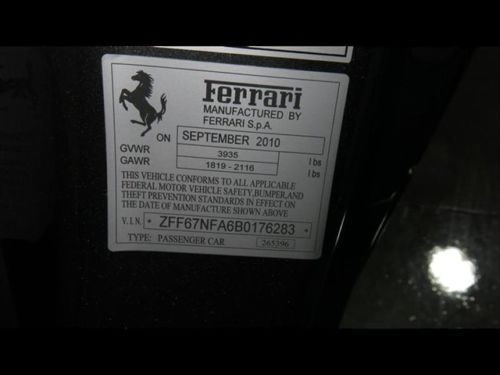 Ferrari
MANUFACTURED BY
FERRARI S.p.A.
ON SEPTEMBER 2010
GVWR 3935 lbs
GAWR 1819 - 2116 lbs
THIS VEHICLE CONFORMS TO ALL APPLICABLE
FEDERAL MOTOR VEHICLE SAFETY,BUMPER,AND
THEFT PREVENTION STANDARDS IN EFFECT ON
THE DATE OF MANUFACTURE SHOWN ABOVE
V.I.N. * ZFF67NFA6B0176283 *
TYPE: PASSENGER CAR 265396